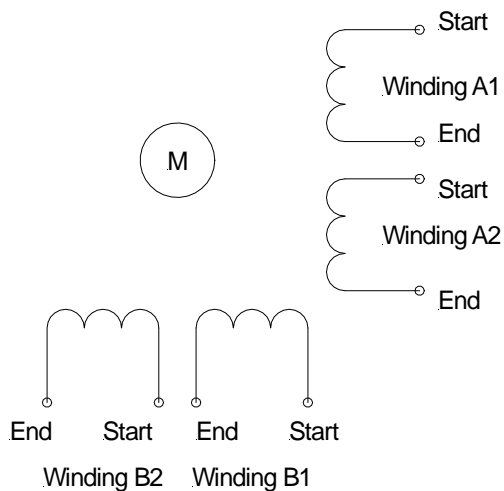 Start
Winding A1
End
M
Start
Winding A2
End
End Start End Start
Winding B2 Winding B1